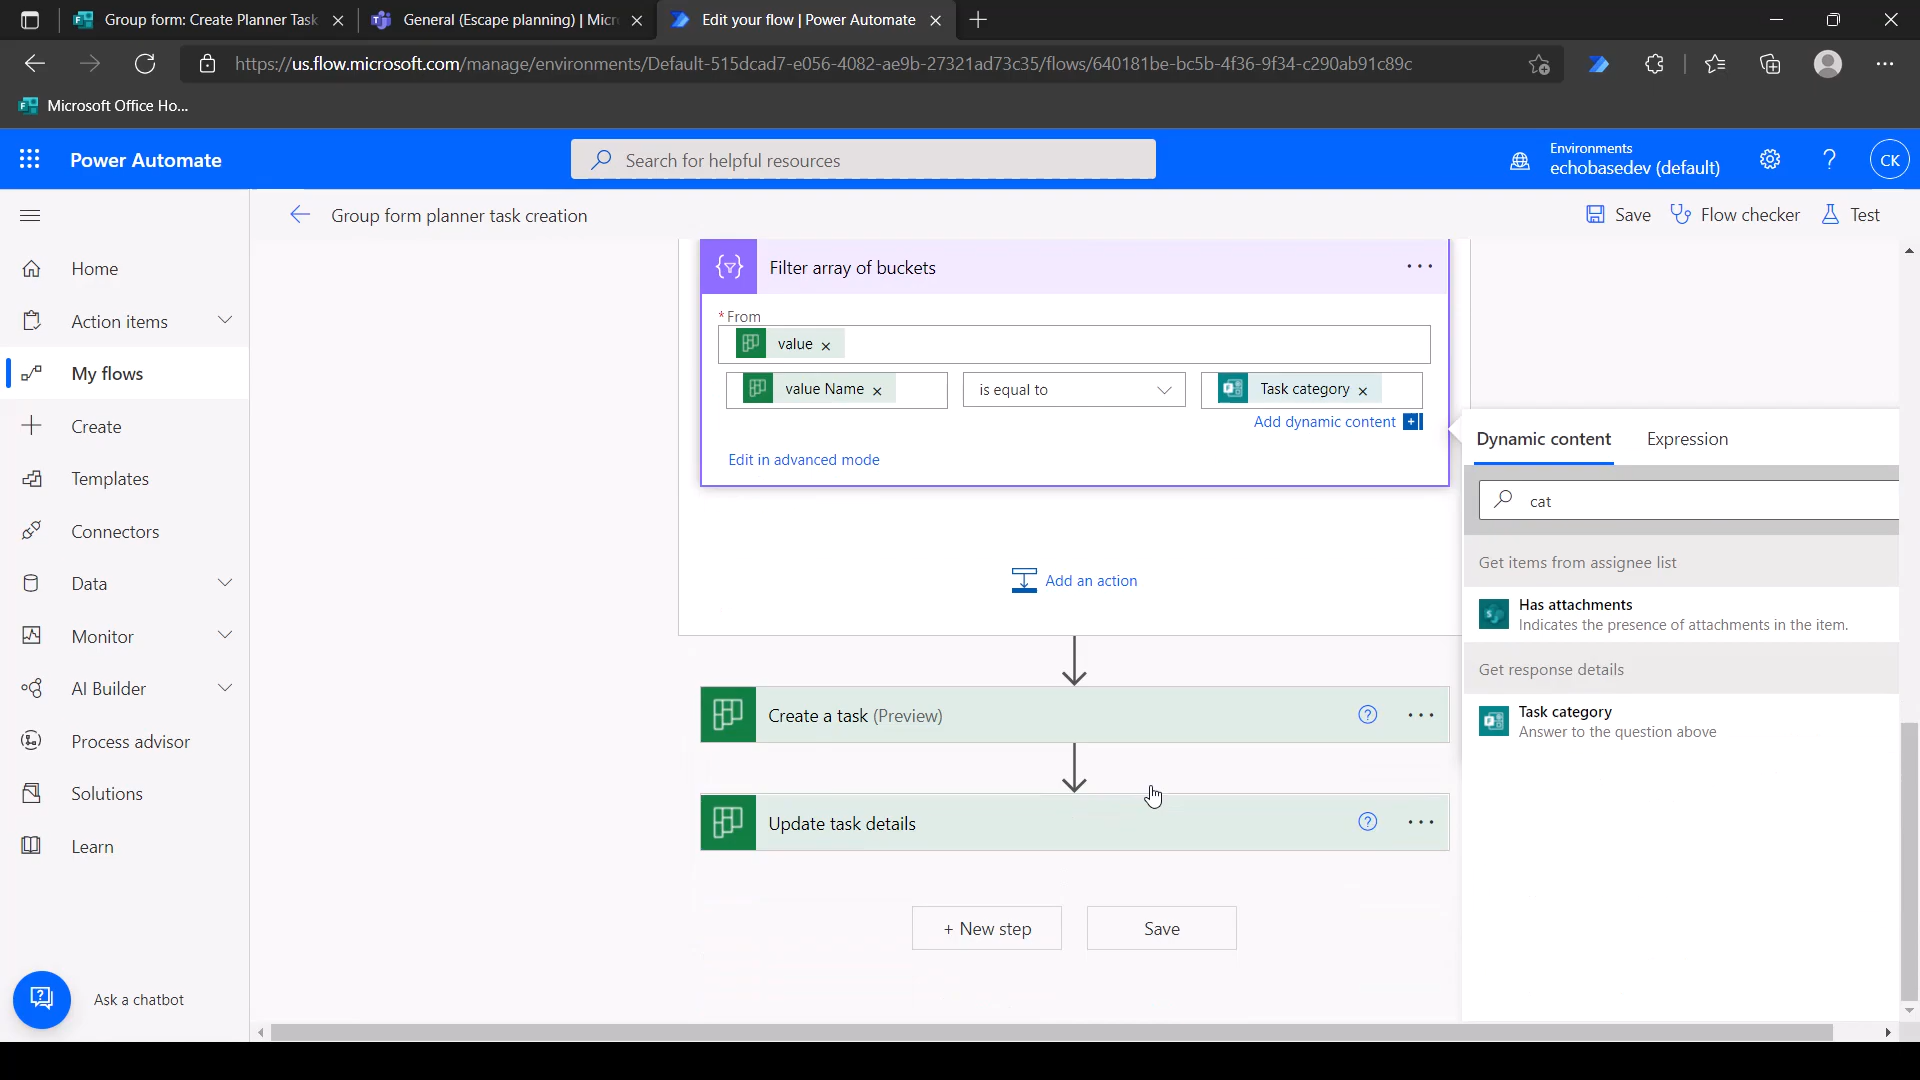 Group form: Create Planner Task
General (Escape planning) | Micr
Edit your flow | Power Automate
https://us.flow.microsoft.com/manage/environments/Default-515dcad7-e056-4082-ae9b-27321ad73c35/flows/640181be-bc5b-4f36-9f34-c290ab91c89c
Microsoft Office Ho...
Power Automate
Search for helpful resources
Environments
echobasedev (default)
CK
Group form planner task creation
Save
Flow checker
Test
Home
Action items
My flows
Create
Templates
Connectors
Data
Monitor
AI Builder
Process advisor
Solutions
Learn
Ask a chatbot
Filter array of buckets
* From
value
value Name
is equal to
Task category
Add dynamic content
Edit in advanced mode
Add an action
Create a task (Preview)
Update task details
+ New step
Save
Dynamic content
Expression
cat
Get items from assignee list
Has attachments
Indicates the presence of attachments in the item.
Get response details
Task category
Answer to the question above